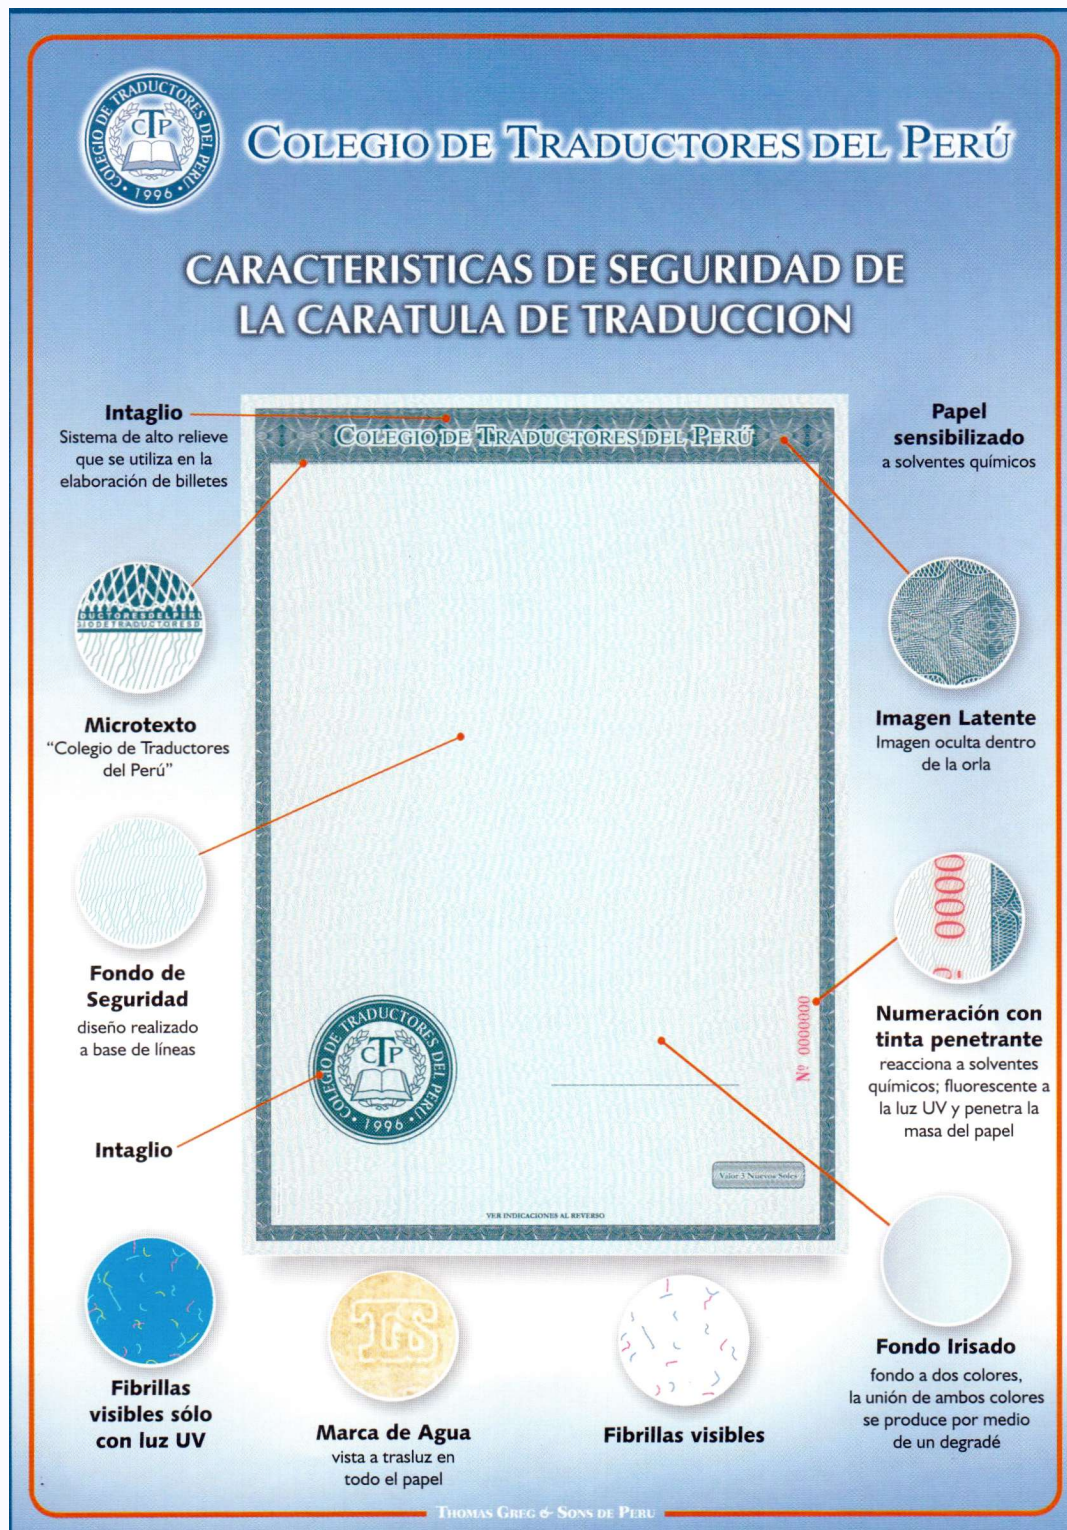 COLEGIO DE TRADUCTORES DEL PERU
CTP
1996
COLEGIO DE TRADUCTORES DEL PERÚ
CARACTERISTICAS DE SEGURIDAD DE
LA CARATULA DE TRADUCCION
Intaglio
Sistema de alto relieve
que se utiliza en la
elaboración de billetes
COLEGIO DE TRADUCTORES DEL PERÚ
Papel
sensibilizado
a solventes químicos
DUCTORESDELPERU
GIODETRADUCTORESD
Microtexto
“Colegio de Traductores
del Perú”
Imagen Latente
Imagen oculta dentro
de la orla
Fondo de
Seguridad
diseño realizado
a base de líneas
0000
Numeración con
tinta penetrante
reacciona a solventes
químicos; fluorescente a
la luz UV y penetra la
masa del papel
Nº 0000000
COLEGIO DE TRADUCTORES DEL PERU
CTP
1996
Intaglio
Valor 3 Nuevos Soles
VER INDICACIONES AL REVERSO
Fibrillas
visibles sólo
con luz UV
TGS
Marca de Agua
vista a trasluz en
todo el papel
Fibrillas visibles
Fondo Irisado
fondo a dos colores,
la unión de ambos colores
se produce por medio
de un degradé
THOMAS GREG & SONS DE PERU